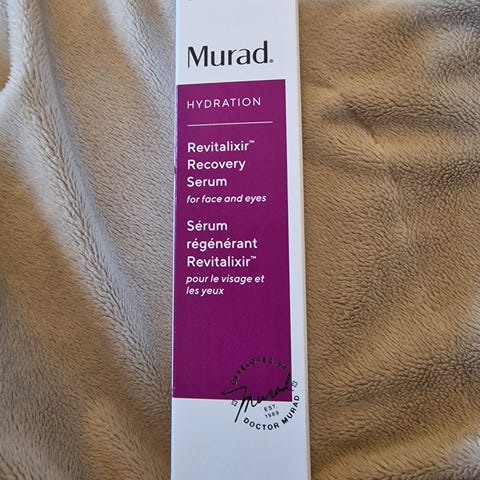 Murad.
HYDRATION
Revitalixir™
Recovery
Serum
for face and eyes
Sérum
régénérant
Revitalixir™
pour le visage et
les yeux
DEVELOPED BY
Murad
EST.
1989
DOCTOR MURAD